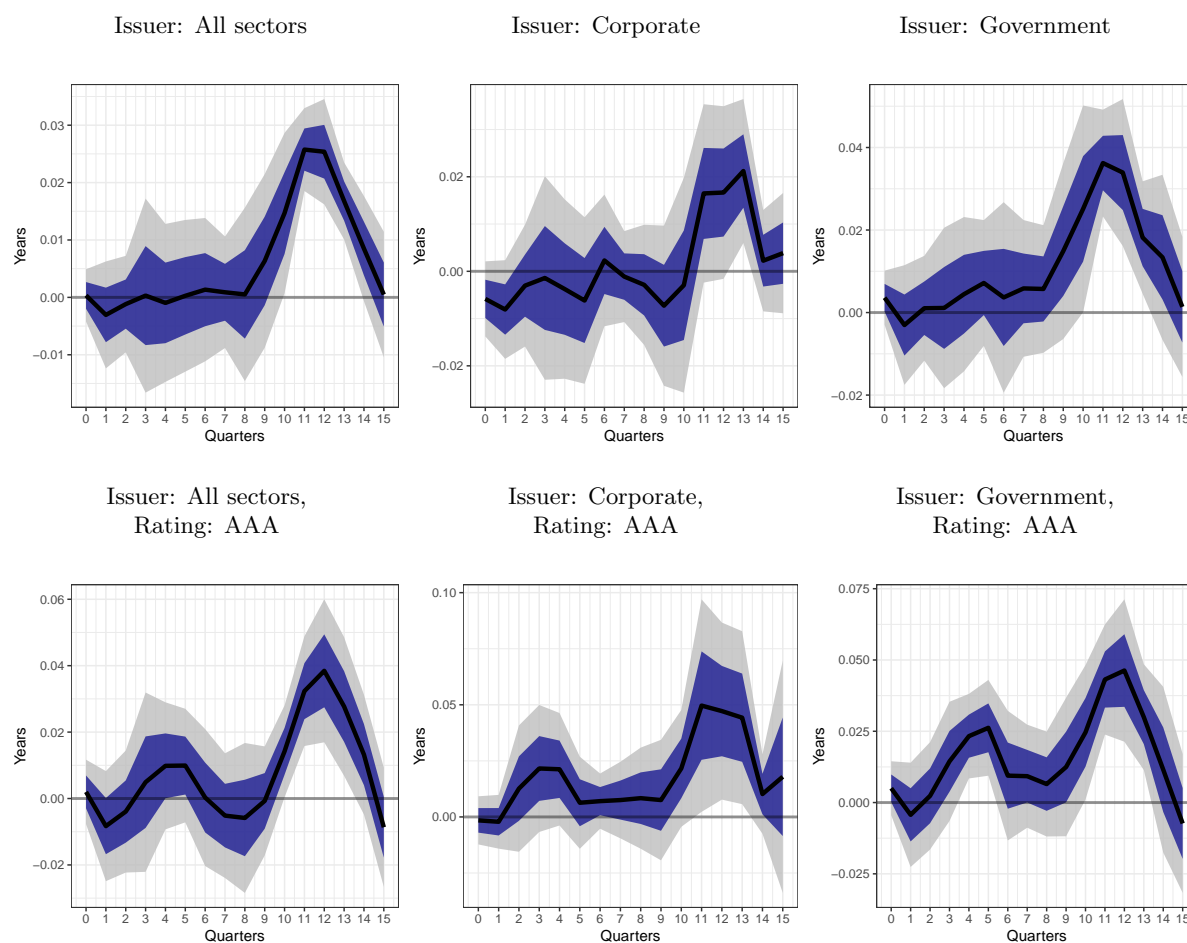 Issuer: All sectors
Issuer: Corporate
Issuer: Government
0.03
0.02
0.01
0.00
−0.01
Years
0 1 2 3 4 5 6 7 8 9 10 11 12 13 14 15
Quarters
0.02
0.00
−0.02
Years
0 1 2 3 4 5 6 7 8 9 10 11 12 13 14 15
Quarters
0.04
0.02
0.00
−0.02
Years
0 1 2 3 4 5 6 7 8 9 10 11 12 13 14 15
Quarters
Issuer: All sectors,
Rating: AAA
Issuer: Corporate,
Rating: AAA
Issuer: Government,
Rating: AAA
0.06
0.04
0.02
0.00
−0.02
Years
0 1 2 3 4 5 6 7 8 9 10 11 12 13 14 15
Quarters
0.10
0.05
0.00
Years
0 1 2 3 4 5 6 7 8 9 10 11 12 13 14 15
Quarters
0.075
0.050
0.025
0.000
−0.025
Years
0 1 2 3 4 5 6 7 8 9 10 11 12 13 14 15
Quarters